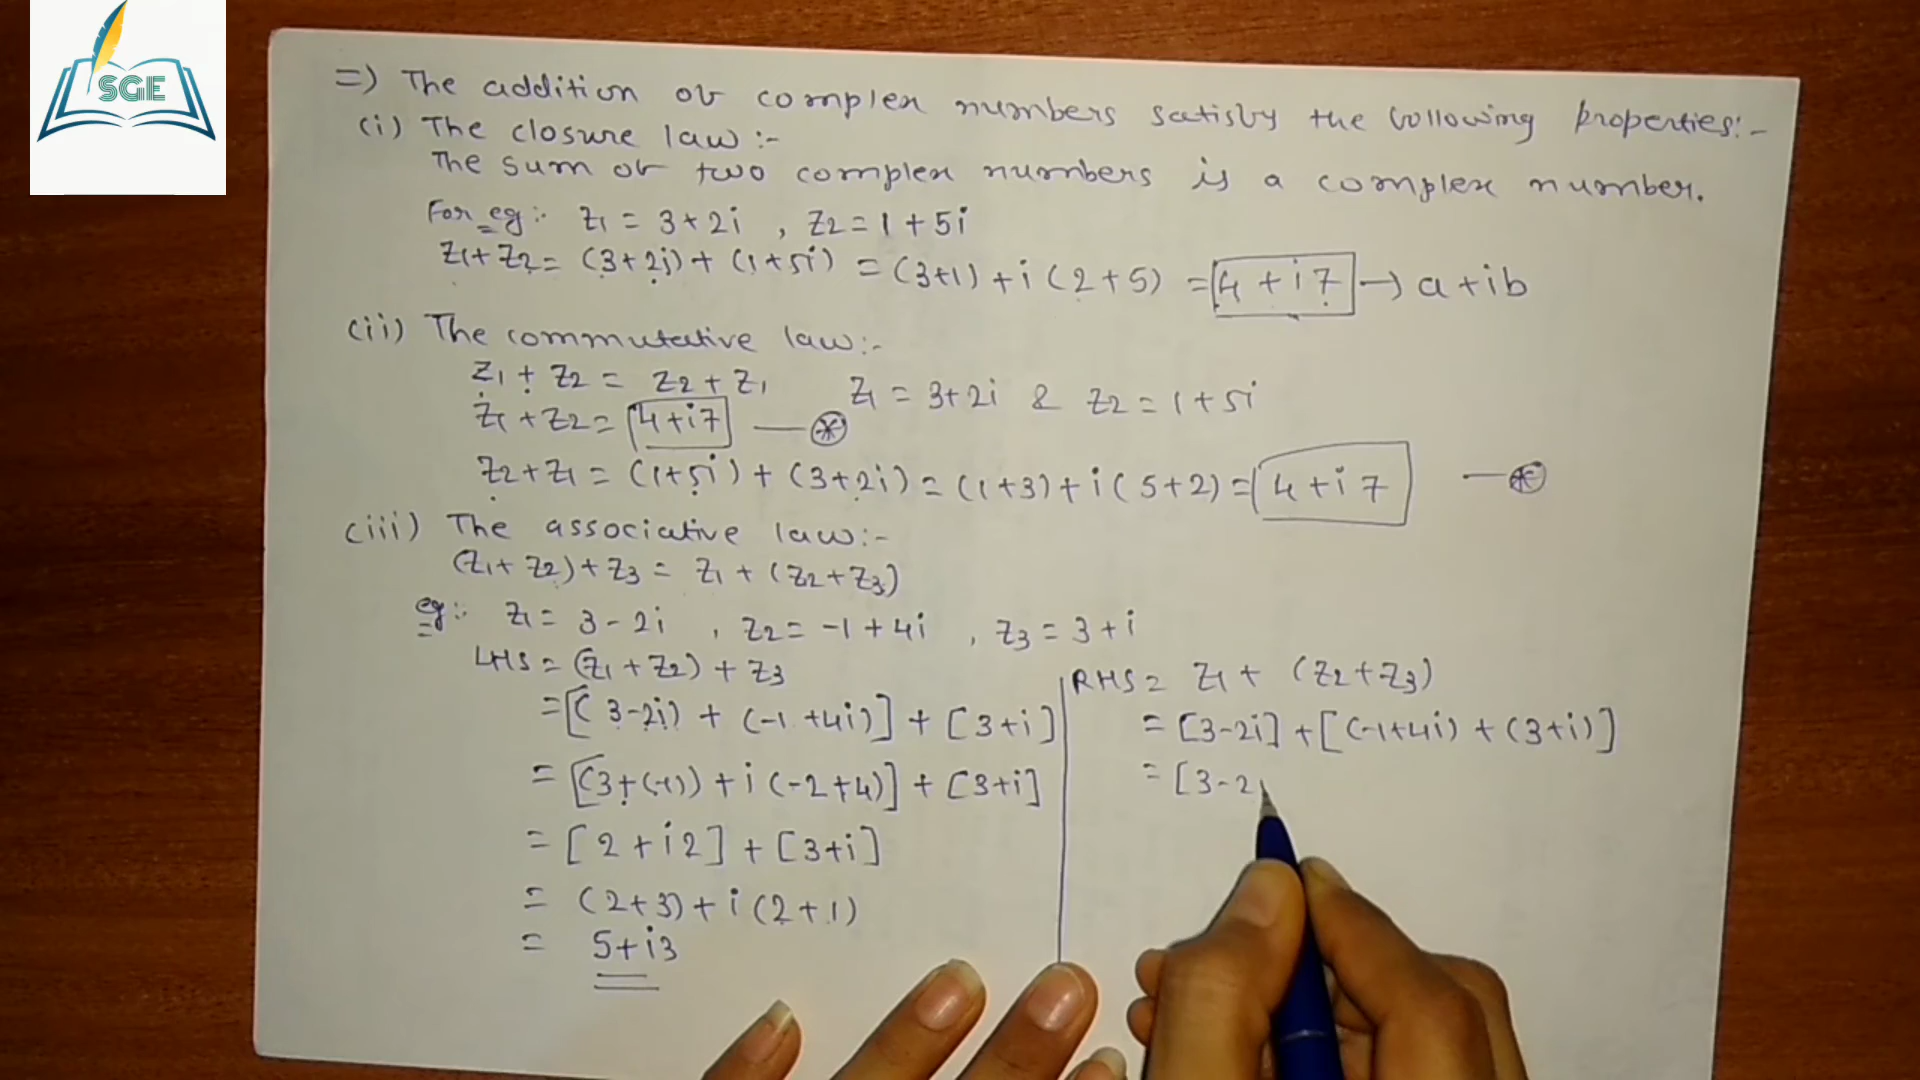 SGE
=) The addition of complex numbers satisfy the following properties:-
(i) The closure law :-
The sum of two complex numbers is a complex number.
For eg:- z1 = 3+2i , z2 = 1+5i
z1+z2 = (3+2i)+(1+5i) = (3+1)+i(2+5) = 4+i7 → a+ib
(ii) The commutative law:-
z1 + z2 = z2 + z1   z1 = 3+2i & z2 = 1+5i
z1 + z2 = 4+i7 — *
z2+z1 = (1+5i)+(3+2i) = (1+3)+i(5+2) = 4+i7 — *
(iii) The associative law:-
(z1+z2)+z3 = z1+(z2+z3)
eg:- z1 = 3-2i , z2 = -1+4i , z3 = 3+i
LHS = (z1+z2)+z3
= [(3-2i) + (-1+4i)] + [3+i]
= [(3+(-1)) + i(-2+4)] + [3+i]
= [2+i2] + [3+i]
= (2+3)+i(2+1)
= 5+i3
RHS = z1 + (z2+z3)
= [3-2i] + [(-1+4i) + (3+i)]
= [3-2